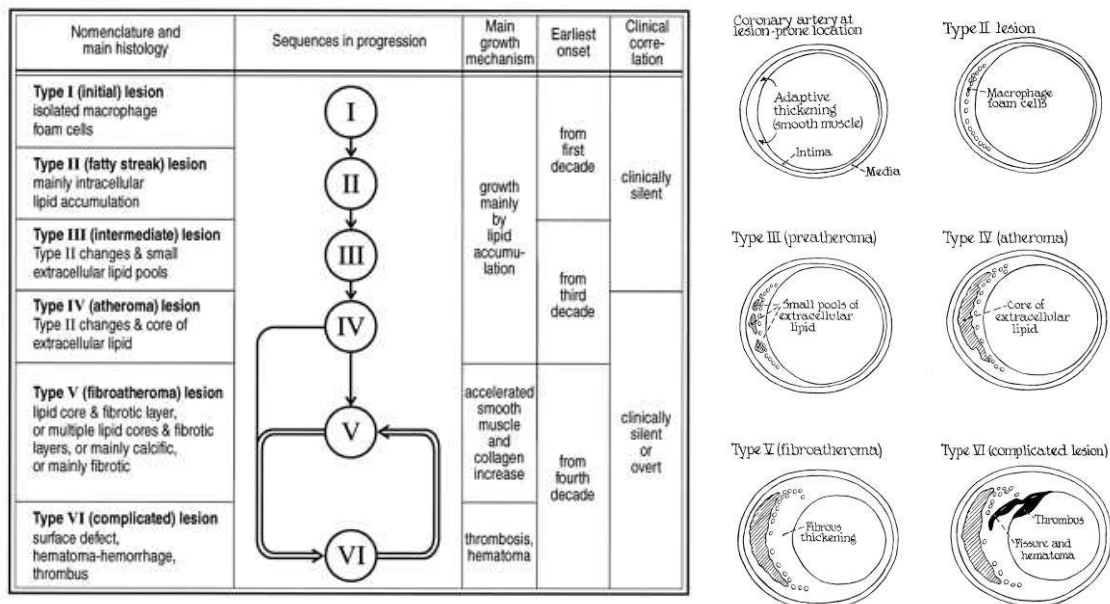 Nomenclature and
main histology
Sequences in progression
Main
growth
mechanism
Earliest
onset
Clinical
corre-
lation
Type I (initial) lesion
isolated macrophage
foam cells
Type II (fatty streak) lesion
mainly intracellular
lipid accumulation
Type III (intermediate) lesion
Type II changes & small
extracellular lipid pools
Type IV (atheroma) lesion
Type II changes & core of
extracellular lipid
Type V (fibroatheroma) lesion
lipid core & fibrotic layer,
or multiple lipid cores & fibrotic
layers, or mainly calcific,
or mainly fibrotic
Type VI (complicated) lesion
surface defect,
hematoma-hemorrhage,
thrombus
I
II
III
IV
V
VI
growth
mainly
by
lipid
accumu-
lation
accelerated
smooth
muscle
and
collagen
increase
thrombosis,
hematoma
from
first
decade
from
third
decade
from
fourth
decade
clinically
silent
clinically
silent
or
overt
Coronary artery at
lesion-prone location
Adaptive
thickening
(smooth muscle)
Intima
Media
Type II lesion
Macrophage
foam cells
Type III (preatheroma)
Small pools of
extracellular
lipid
Type IV (atheroma)
Core of
extracellular
lipid
Type V (fibroatheroma)
Fibrous
thickening
Type VI (complicated lesion)
Thrombus
Fissure and
hematoma